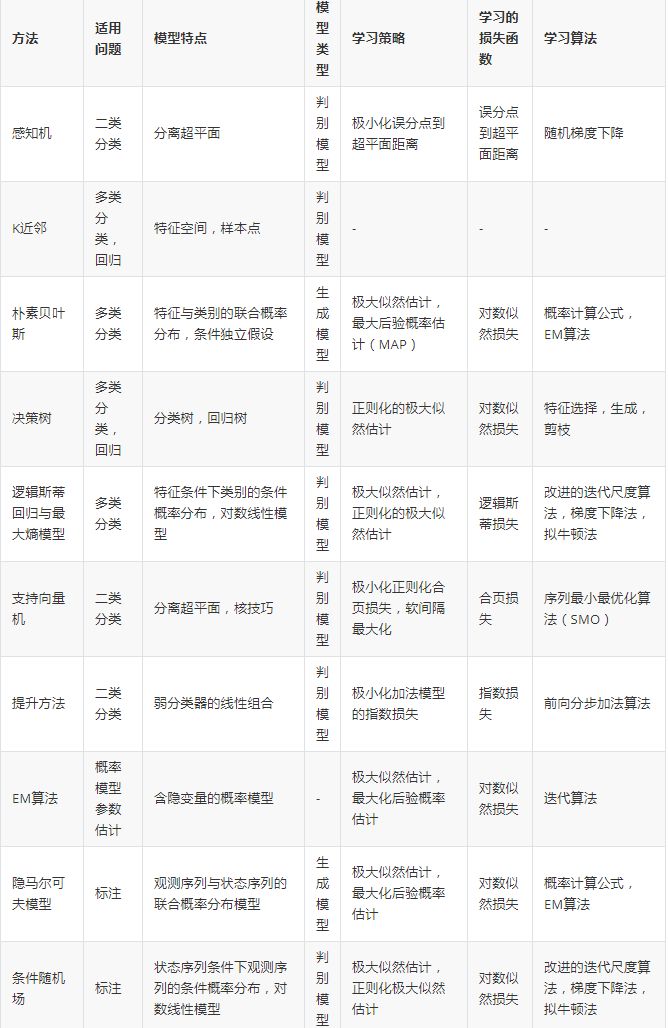 方法
适用
问题
模型特点
模
型
类
型
学习策略
学习的
损失函
数
学习算法
感知机
二类
分类
分离超平面
判
别
模
型
极小化误分点到
超平面距离
误分点
到超平
面距离
随机梯度下降
K近邻
多类
分
类，
回归
特征空间，样本点
判
别
模
型
-
-
-
朴素贝叶
斯
多类
分类
特征与类别的联合概率
分布，条件独立假设
生
成
模
型
极大似然估计，
最大后验概率估
计（MAP）
对数似
然损失
概率计算公式，
EM算法
决策树
多类
分
类，
回归
分类树，回归树
判
别
模
型
正则化的极大似
然估计
对数似
然损失
特征选择，生成，
剪枝
逻辑斯蒂
回归与最
大熵模型
多类
分类
特征条件下类别的条件
概率分布，对数线性模
型
判
别
模
型
极大似然估计，
正则化的极大似
然估计
逻辑斯
蒂损失
改进的迭代尺度算
法，梯度下降法，
拟牛顿法
支持向量
机
二类
分类
分离超平面，核技巧
判
别
模
型
极小化正则化合
页损失，软间隔
最大化
合页损
失
序列最小最优化算
法（SMO）
提升方法
二类
分类
弱分类器的线性组合
判
别
模
型
极小化加法模型
的指数损失
指数损
失
前向分步加法算法
EM算法
概率
模型
参数
估计
含隐变量的概率模型
-
极大似然估计，
最大化后验概率
估计
对数似
然损失
迭代算法
隐马尔可
夫模型
标注
观测序列与状态序列的
联合概率分布模型
生
成
模
型
极大似然估计，
最大化后验概率
估计
对数似
然损失
概率计算公式，
EM算法
条件随机
场
标注
状态序列条件下观测序
列的条件概率分布，对
数线性模型
判
别
模
型
极大似然估计，
正则化极大似然
估计
对数似
然损失
改进的迭代尺度算
法，梯度下降法，
拟牛顿法